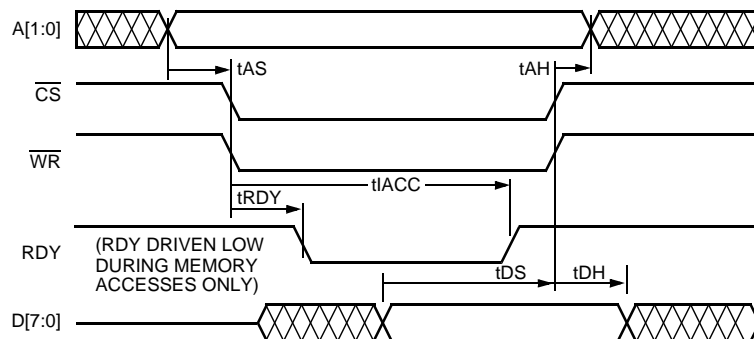 A[1:0]
tAS
tAH
CS
WR
tIACC
tRDY
RDY
(RDY DRIVEN LOW
DURING MEMORY
ACCESSES ONLY)
tDS
tDH
D[7:0]